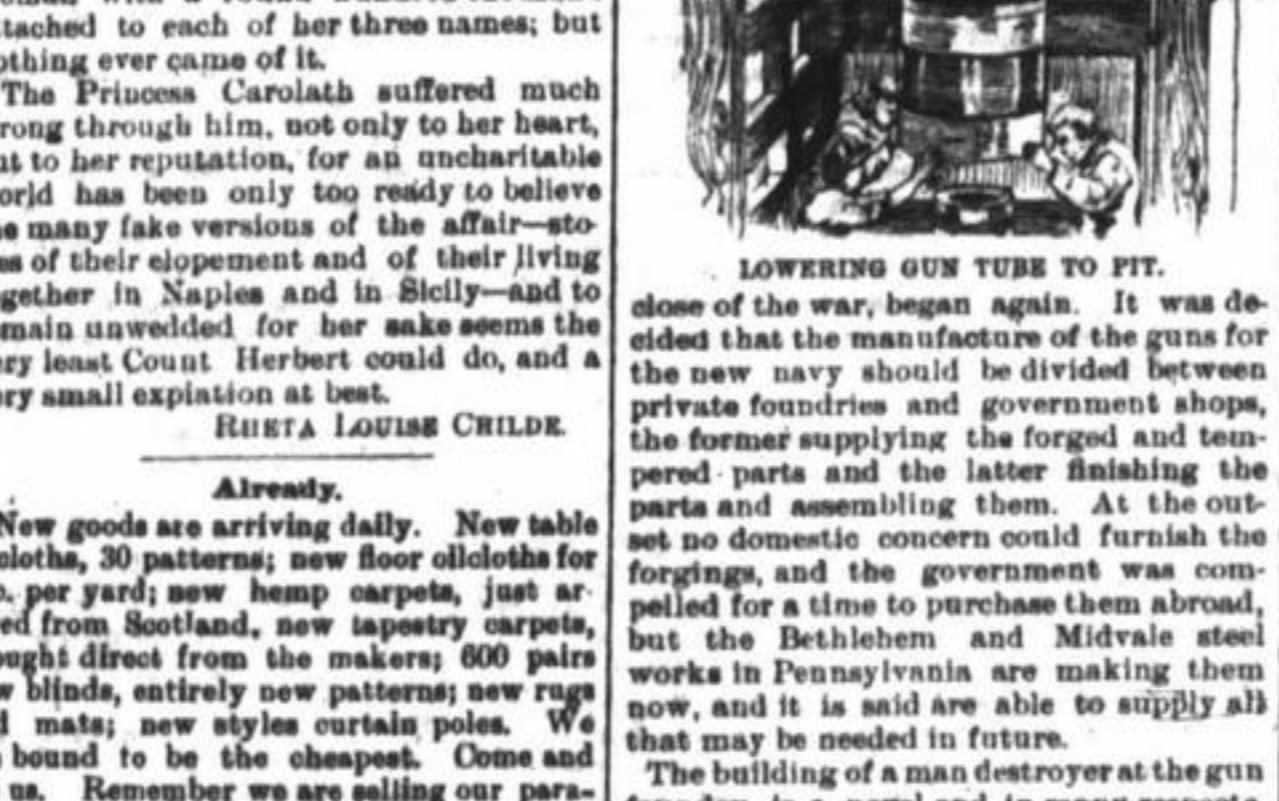 tached to each of her three names; but
othing ever came of it.
The Princess Carolath suffered much
rong through him, not only to her heart,
ut to her reputation, for an uncharitable
orld has been only too ready to believe
e many fake versions of the affair—sto-
es of their elopement and of their living
gether in Naples and in Sicily—and to
main unwedded for her sake seems the
ery least Count Herbert could do, and a
ery small expiation at best.
RHETA LOUISE CHILDE.
Already.
New goods are arriving daily. New table
cloths, 30 patterns; new floor oilcloths for
c. per yard; new hemp carpets, just ar-
ed from Scotland, new tapestry carpets,
ought direct from the makers; 600 pairs
w blinds, entirely new patterns; new rugs
d mats; new styles curtain poles. We
bound to be the cheapest. Come and
us. Remember we are selling our para-
LOWERING GUN TUBE TO PIT.
close of the war, began again. It was de-
cided that the manufacture of the guns for
the new navy should be divided between
private foundries and government shops,
the former supplying the forged and tem-
pered parts and the latter finishing the
parts and assembling them. At the out-
set no domestic concern could furnish the
forgings, and the government was com-
pelled for a time to purchase them abroad,
but the Bethlehem and Midvale steel
works in Pennsylvania are making them
now, and it is said are able to supply all
that may be needed in future.
The building of a man destroyer at the gun